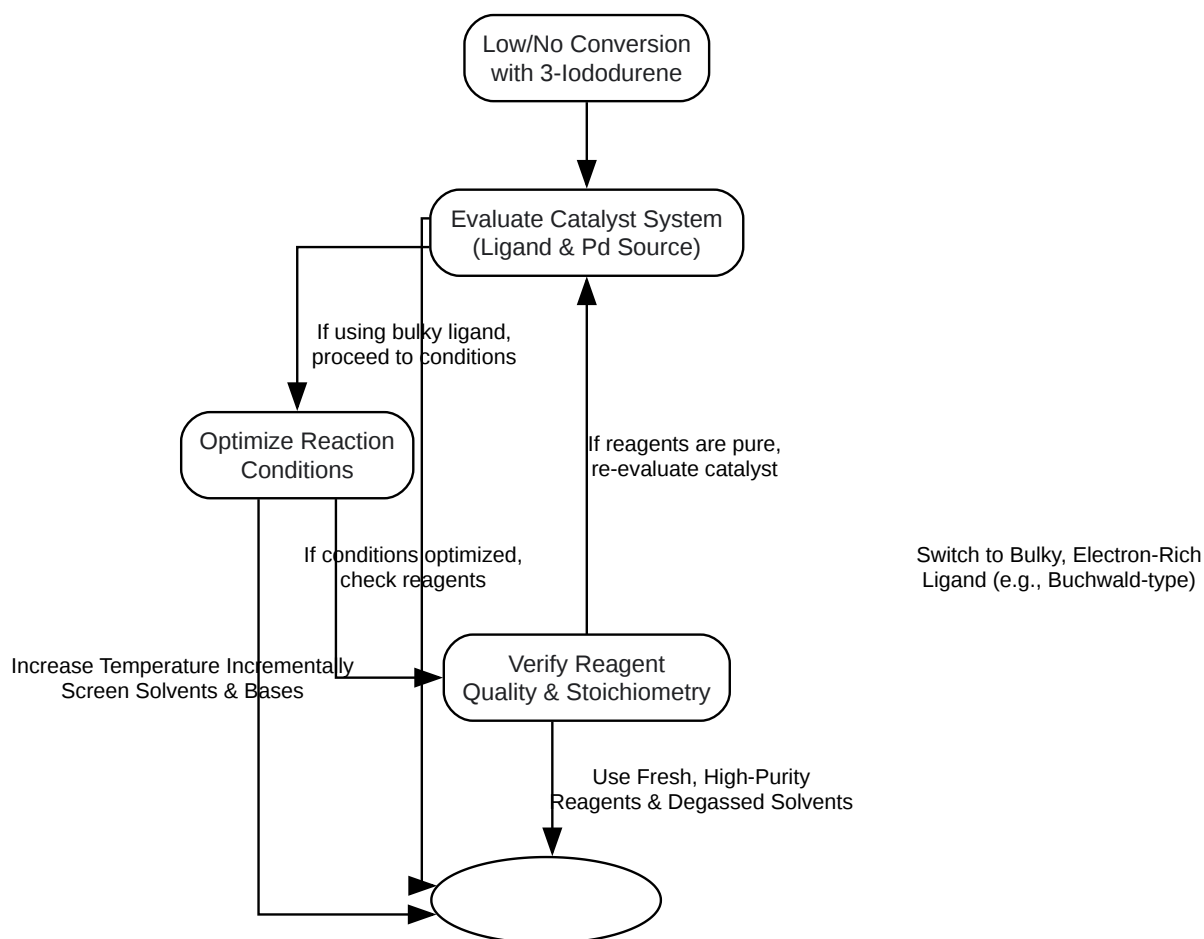 Low/No Conversion
with 3-Iododurene
Evaluate Catalyst System
(Ligand & Pd Source)
If using bulky ligand,
proceed to conditions
Optimize Reaction
Conditions
If reagents are pure,
re-evaluate catalyst
If conditions optimized,
check reagents
Switch to Bulky, Electron-Rich
Ligand (e.g., Buchwald-type)
Increase Temperature Incrementally
Screen Solvents & Bases
Verify Reagent
Quality & Stoichiometry
Use Fresh, High-Purity
Reagents & Degassed Solvents